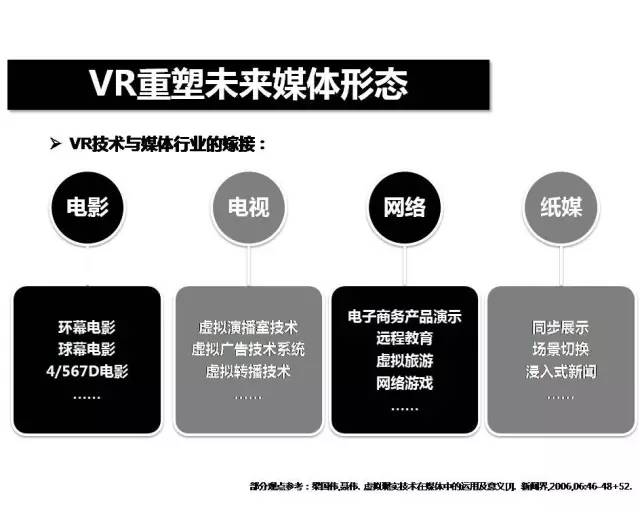 VR重塑未来媒体形态
➢ VR技术与媒体行业的嫁接：
电影
电视
网络
纸媒
环幕电影
球幕电影
4/567D电影
……
虚拟演播室技术
虚拟广告技术系统
虚拟转播技术
……
电子商务产品演示
远程教育
虚拟旅游
网络游戏
……
同步展示
场景切换
浸入式新闻
……
部分观点参考：梁国伟,聂伟. 虚拟现实技术在媒体中的运用及意义[J]. 新闻界,2006,06:46-48+52.